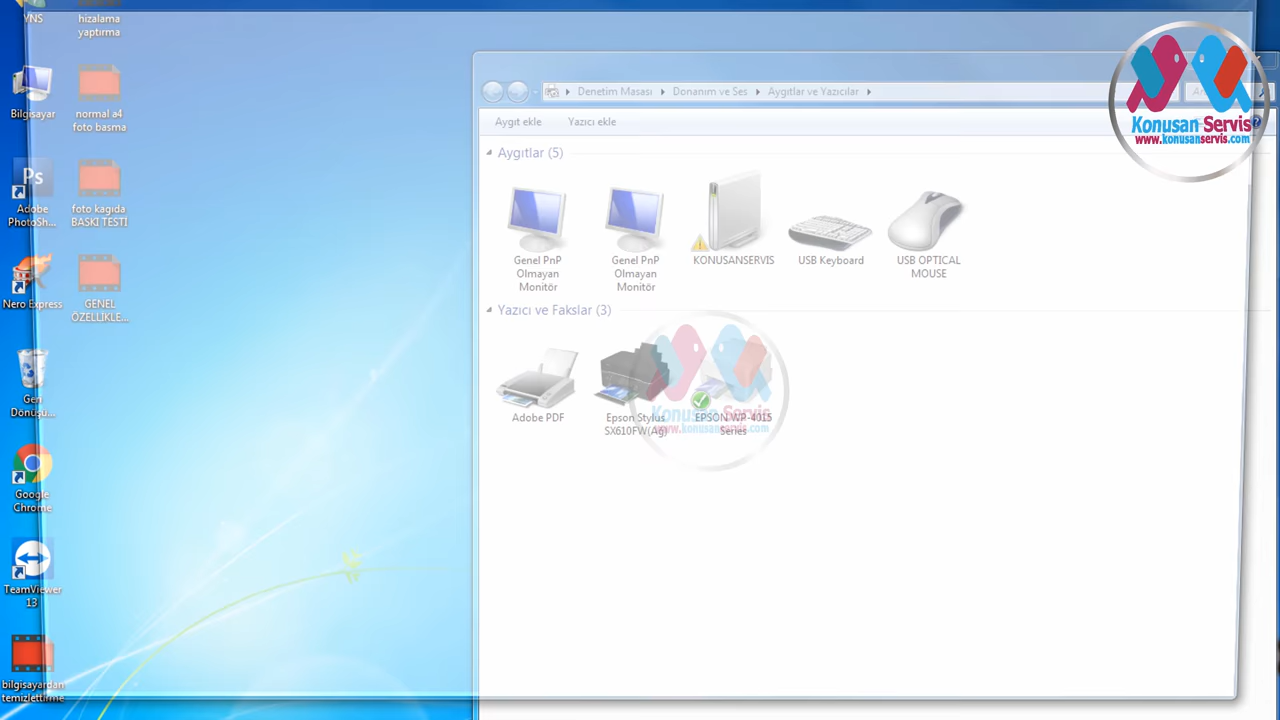 VNS
hizalama
yaptırma
Bilgisayar
normal a4
foto basma
Ps
Adobe
PhotoSh...
foto kagıda
BASKI TESTİ
Nero Express
GENEL
ÖZELLİKLE...
Geri
Dönüşü...
Google
Chrome
TeamViewer
13
bilgisayardan
temizlettirme
Denetim Masası
Donanım ve Ses
Aygıtlar ve Yazıcılar
Aygıt ekle
Yazıcı ekle
Aygıtlar (5)
Genel PnP
Olmayan
Monitör
Genel PnP
Olmayan
Monitör
KONUSANSERVIS
USB Keyboard
USB OPTICAL
MOUSE
Yazıcı ve Fakslar (3)
Adobe PDF
Epson Stylus
SX610FW(Ağ)
EPSON WP-4015
Series
Konusan Servis
www.konusanservis.com
Konusan Servis
www.konusanservis.com